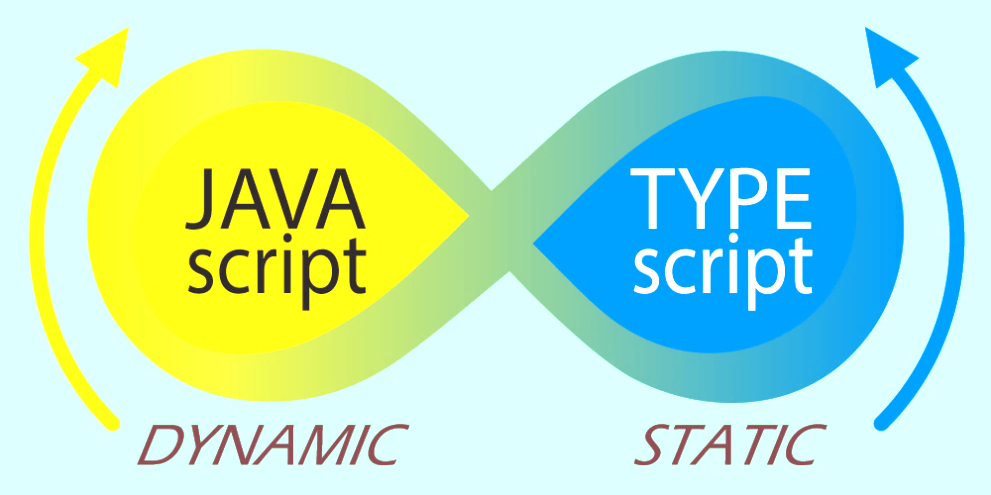 JAVA
script
TYPE
script
DYNAMIC
STATIC